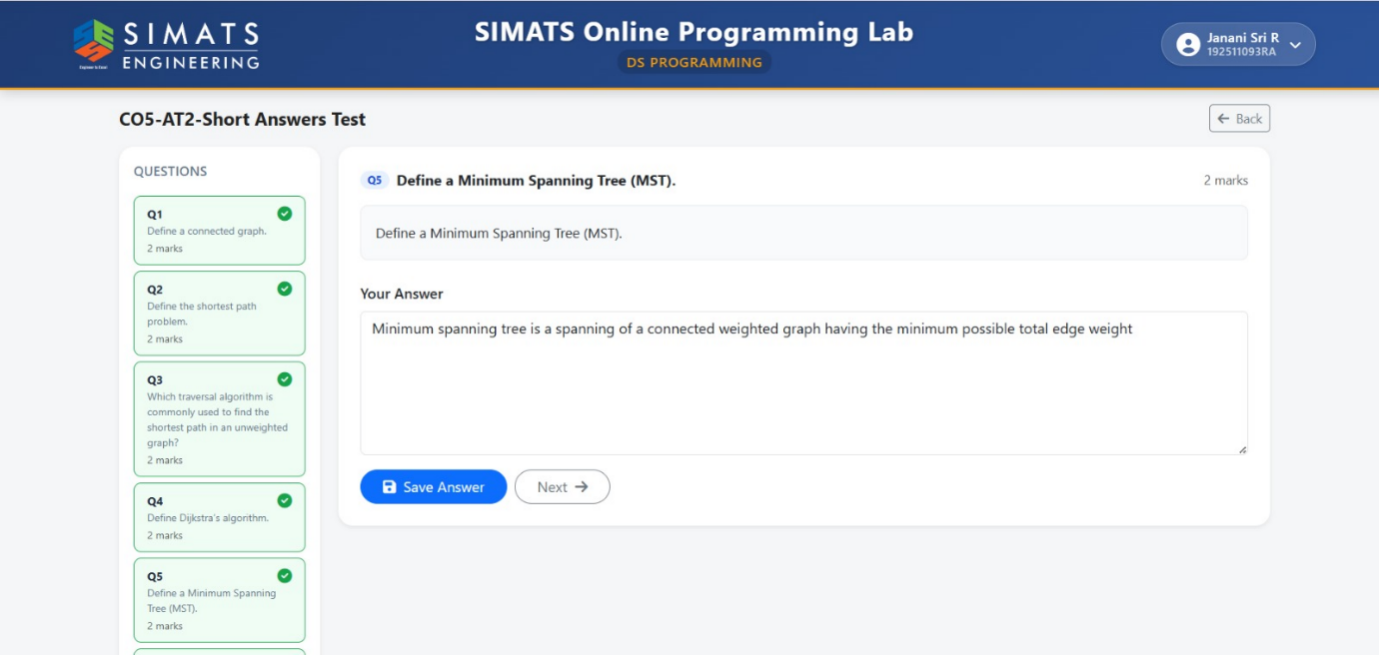 SIMATS
ENGINEERING
SIMATS Online Programming Lab
DS PROGRAMMING
Janani Sri R
192511093RA
CO5-AT2-Short Answers Test
← Back
QUESTIONS
Q1
Define a connected graph.
2 marks
Q2
Define the shortest path
problem.
2 marks
Q3
Which traversal algorithm is
commonly used to find the
shortest path in an unweighted
graph?
2 marks
Q4
Define Dijkstra's algorithm.
2 marks
Q5
Define a Minimum Spanning
Tree (MST).
2 marks
Q5 Define a Minimum Spanning Tree (MST).
2 marks
Define a Minimum Spanning Tree (MST).
Your Answer
Minimum spanning tree is a spanning of a connected weighted graph having the minimum possible total edge weight
Save Answer
Next →